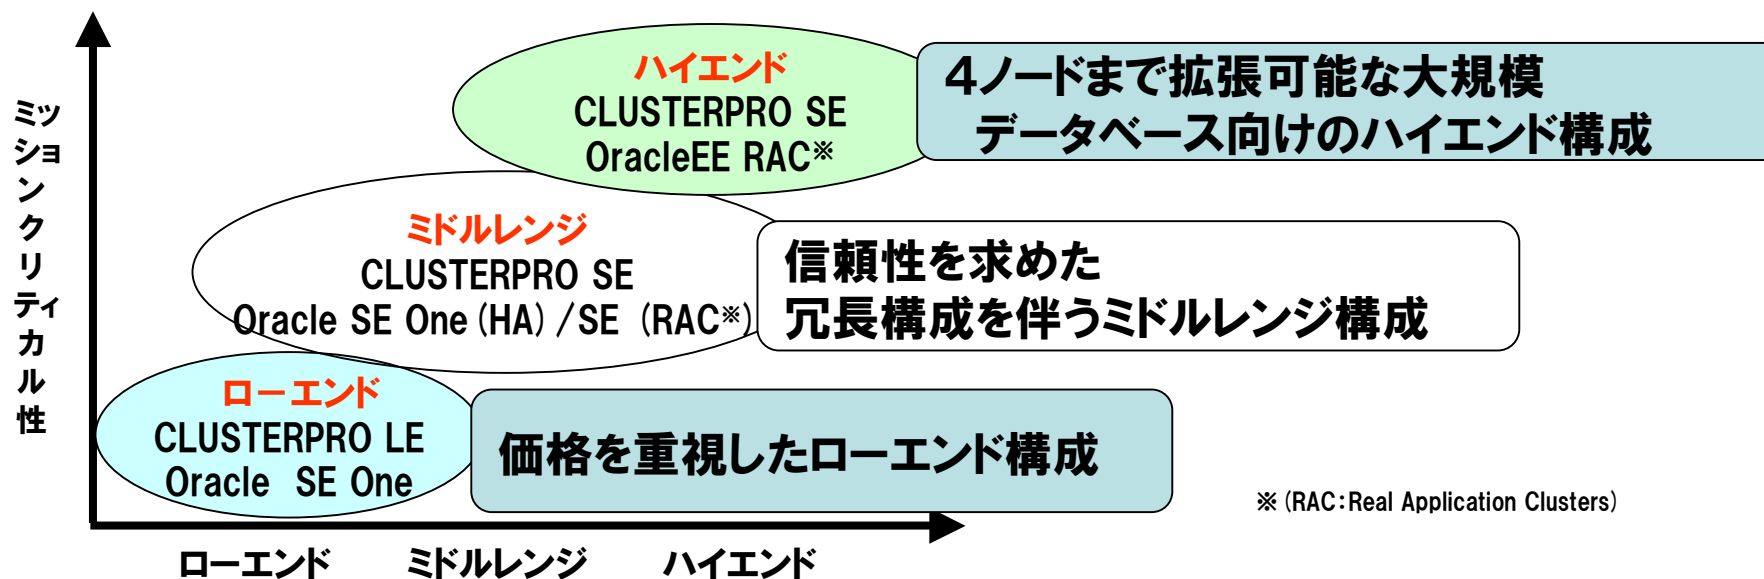 ミッションクリティカル性
ハイエンド
CLUSTERPRO SE
OracleEE RAC※
4ノードまで拡張可能な大規模
データベース向けのハイエンド構成
ミドルレンジ
CLUSTERPRO SE
Oracle SE One(HA)/SE (RAC※)
信頼性を求めた
冗長構成を伴うミドルレンジ構成
ローエンド
CLUSTERPRO LE
Oracle SE One
価格を重視したローエンド構成
※(RAC:Real Application Clusters)
ローエンド ミドルレンジ ハイエンド